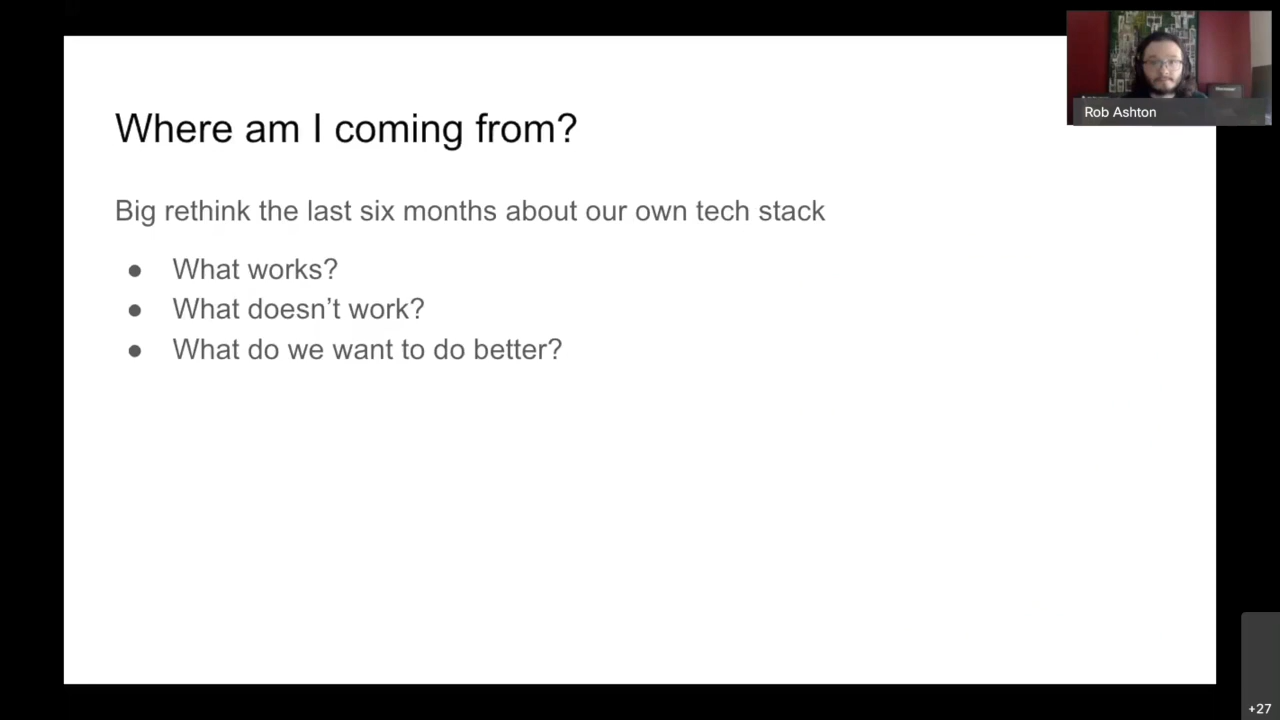 Where am I coming from?
Big rethink the last six months about our own tech stack
● What works?
● What doesn’t work?
● What do we want to do better?
Rob Ashton
+27